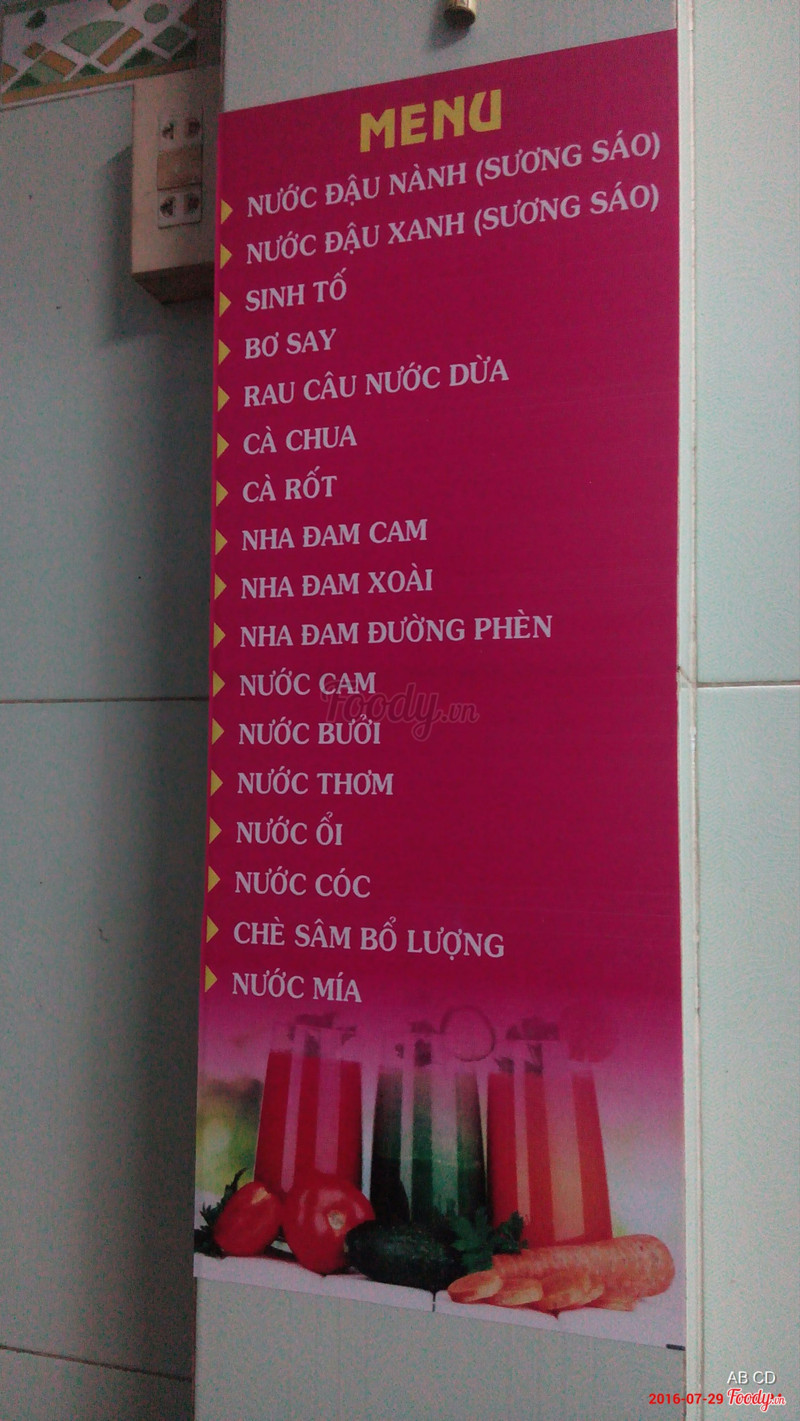 MENU
NƯỚC ĐẬU NÀNH (SƯƠNG SÁO)
NƯỚC ĐẬU XANH (SƯƠNG SÁO)
SINH TỐ
BƠ SAY
RAU CÂU NƯỚC DỪA
CÀ CHUA
CÀ RỐT
NHA ĐAM CAM
NHA ĐAM XOÀI
NHA ĐAM ĐƯỜNG PHÈN
NƯỚC CAM
Foody.vn
NƯỚC BƯỞI
NƯỚC THƠM
NƯỚC ỔI
NƯỚC CÓC
CHÈ SÂM BỔ LƯỢNG
NƯỚC MÍA
AB CD
2016-07-29 Foody.vn